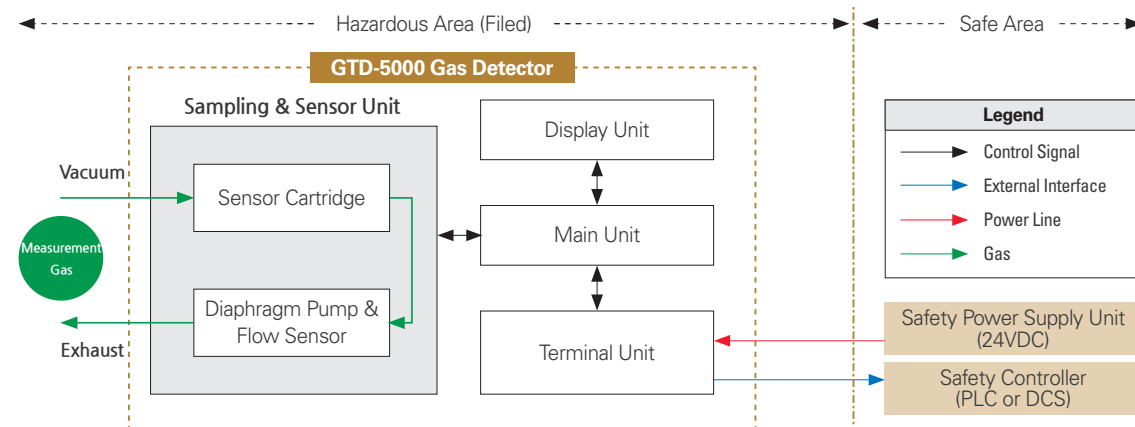 Hazardous Area (Filed)
Safe Area
GTD-5000 Gas Detector
Sampling & Sensor Unit
Display Unit
Legend
Control Signal
Vacuum
External Interface
Sensor Cartridge
Power Line
Main Unit
Measurement
Gas
Gas
Diaphragm Pump &
Flow Sensor
Exhaust
Terminal Unit
Safety Power Supply Unit
(24VDC)
Safety Controller
(PLC or DCS)